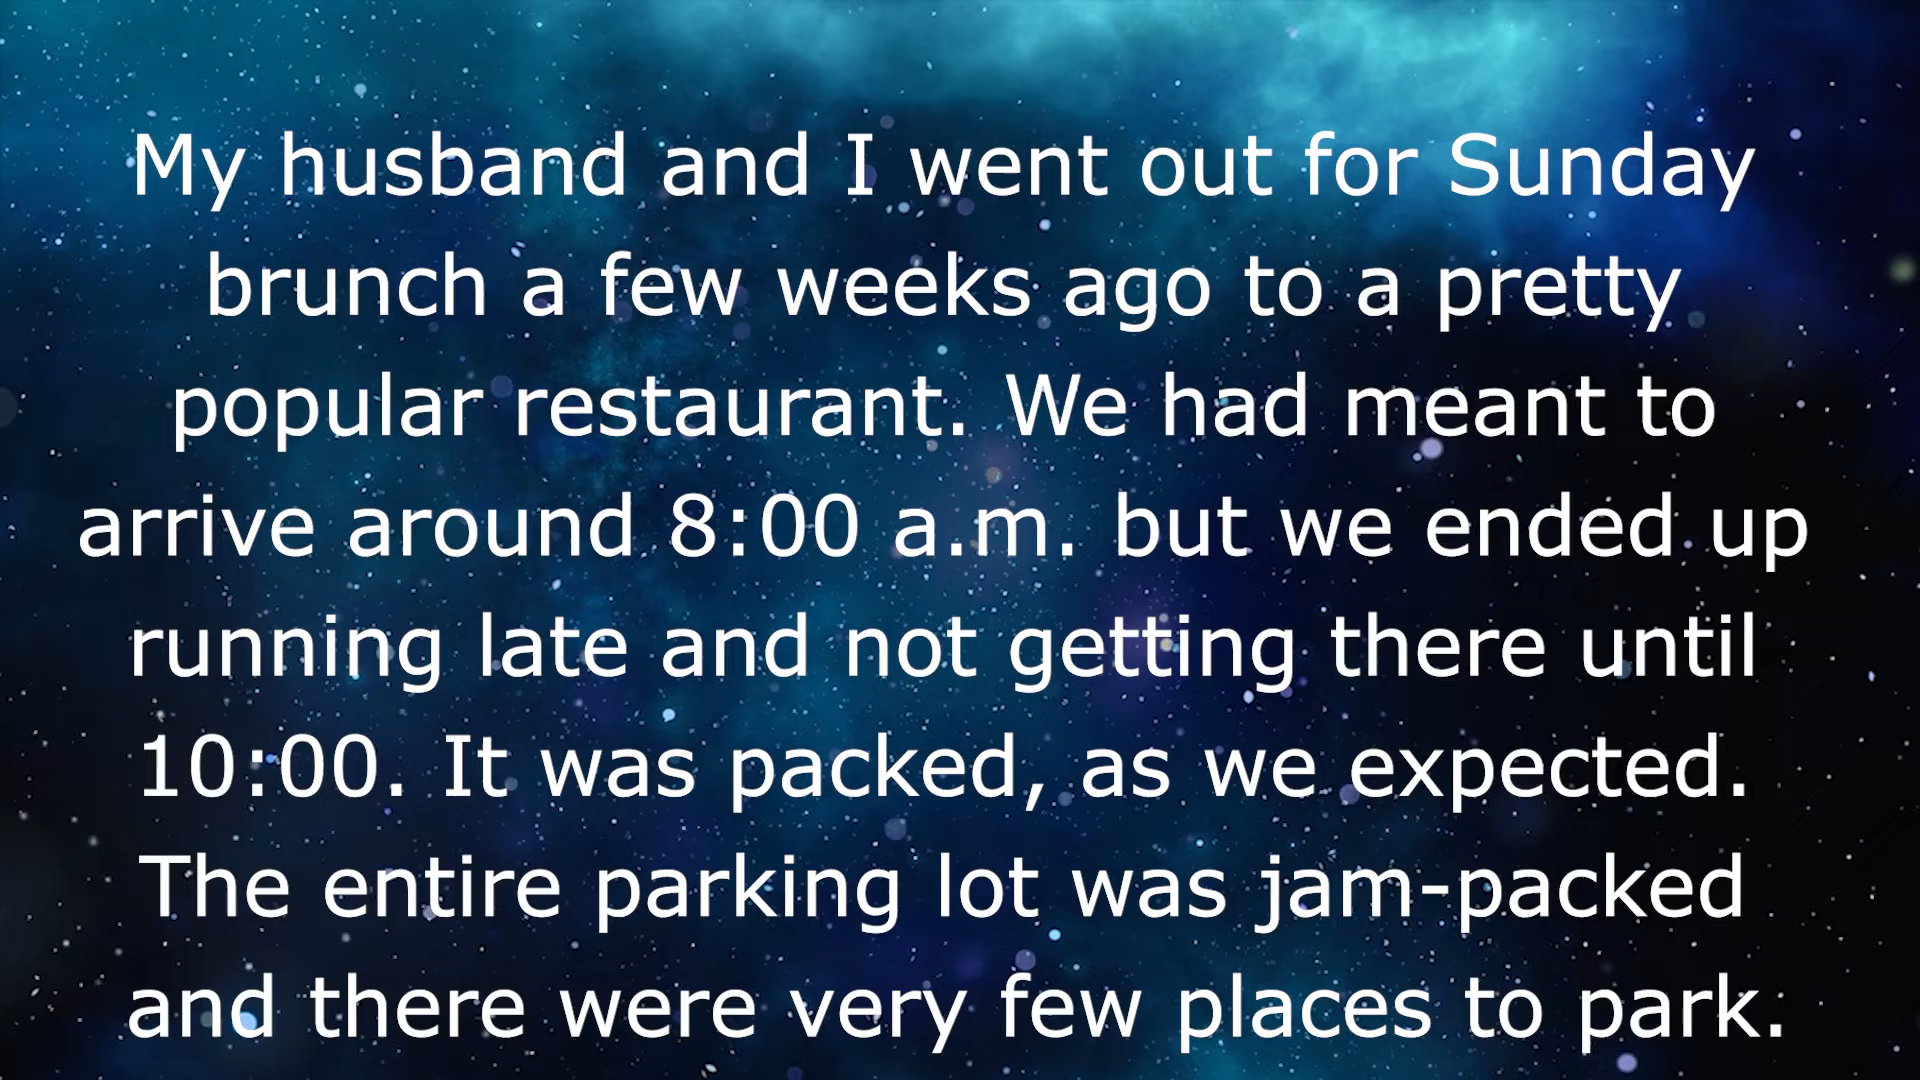 My husband and I went out for Sunday
brunch a few weeks ago to a pretty
popular restaurant. We had meant to
arrive around 8:00 a.m. but we ended up
running late and not getting there until
10:00. It was packed, as we expected.
The entire parking lot was jam-packed
and there were very few places to park.